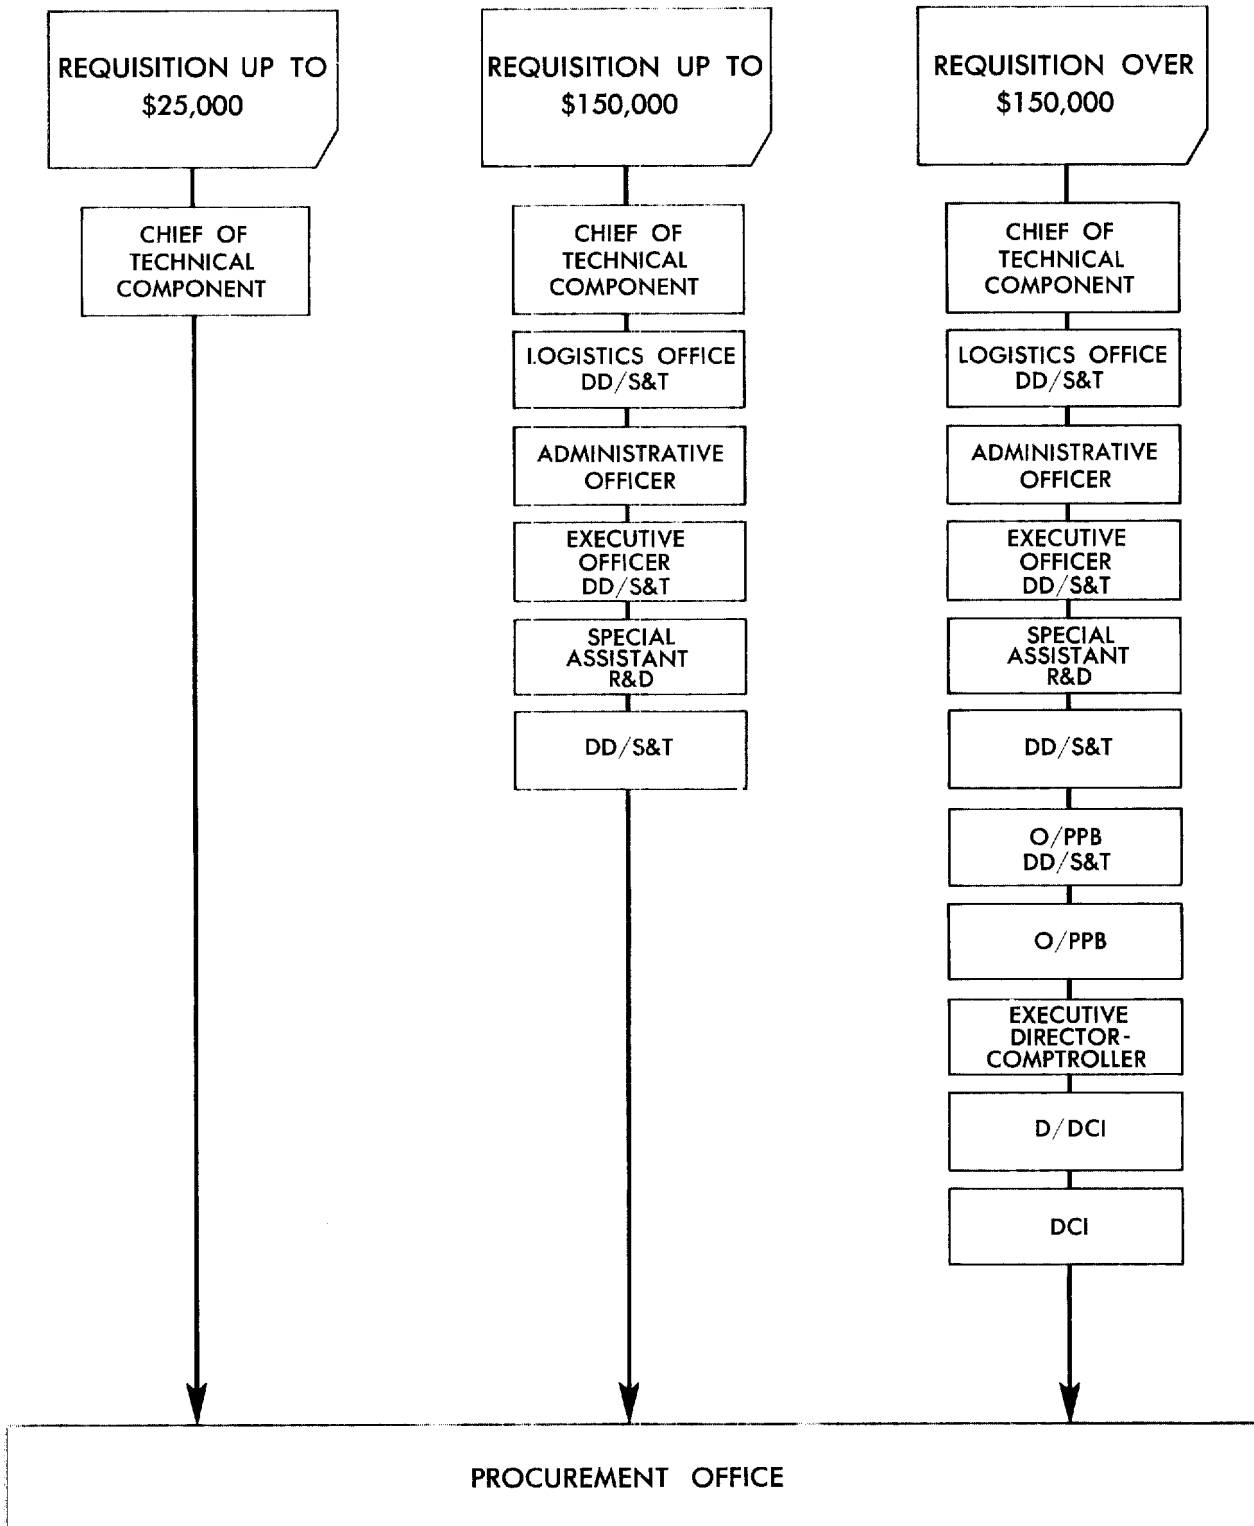 REQUISITION UP TO
$25,000
CHIEF OF
TECHNICAL
COMPONENT
REQUISITION UP TO
$150,000
CHIEF OF
TECHNICAL
COMPONENT
LOGISTICS OFFICE
DD/S&T
ADMINISTRATIVE
OFFICER
EXECUTIVE
OFFICER
DD/S&T
SPECIAL
ASSISTANT
R&D
DD/S&T
REQUISITION OVER
$150,000
CHIEF OF
TECHNICAL
COMPONENT
LOGISTICS OFFICE
DD/S&T
ADMINISTRATIVE
OFFICER
EXECUTIVE
OFFICER
DD/S&T
SPECIAL
ASSISTANT
R&D
DD/S&T
O/PPB
DD/S&T
O/PPB
EXECUTIVE
DIRECTOR-
COMPTROLLER
D/DCI
DCI
PROCUREMENT OFFICE